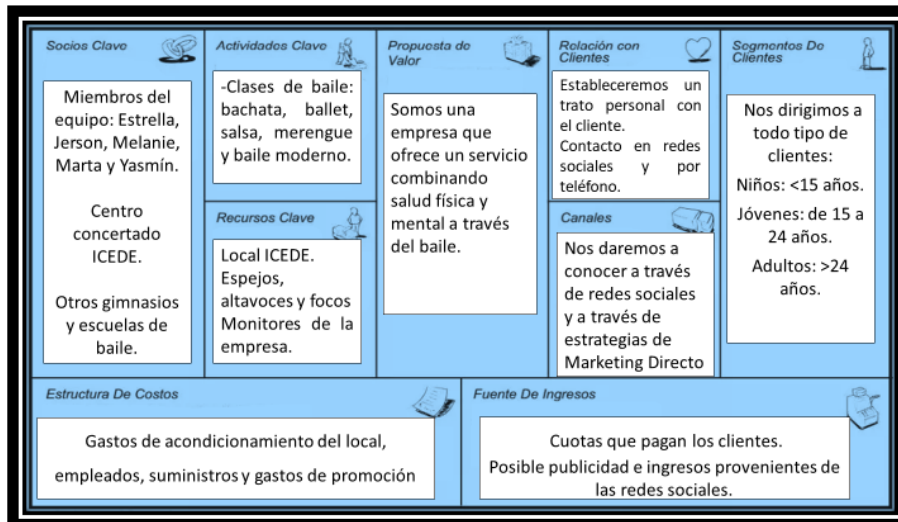 Socios Clave
Miembros del
equipo: Estrella,
Jerson, Melanie,
Marta y Yasmín.
Centro
concertado
ICEDE.
Otros gimnasios
y escuelas de
baile.
Actividades Clave
-Clases de baile:
bachata, ballet,
salsa, merengue
y baile moderno.
Recursos Clave
Local ICEDE.
Espejos,
altavoces y focos
Monitores de la
empresa.
Propuesta de
Valor
Somos una
empresa que
ofrece un servicio
combinando
salud física y
mental a través
del baile.
Relación con
Clientes
Estableceremos un
trato personal con
el cliente.
Contacto en redes
sociales y por
teléfono.
Canales
Nos daremos a
conocer a través
de redes sociales
y a través de
estrategias de
Marketing Directo
Segmentos De
Clientes
Nos dirigimos a
todo tipo de
clientes:
Niños: <15 años.
Jóvenes: de 15 a
24 años.
Adultos: >24
años.
Estructura De Costos
Gastos de acondicionamiento del local,
empleados, suministros y gastos de promoción
Fuente De Ingresos
Cuotas que pagan los clientes.
Posible publicidad e ingresos provenientes de
las redes sociales.